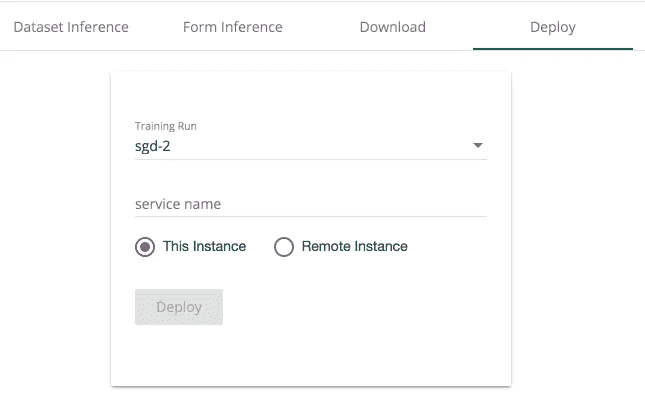 Dataset Inference Form Inference Download Deploy
Training Run
sgd-2
service name
This Instance Remote Instance
Deploy